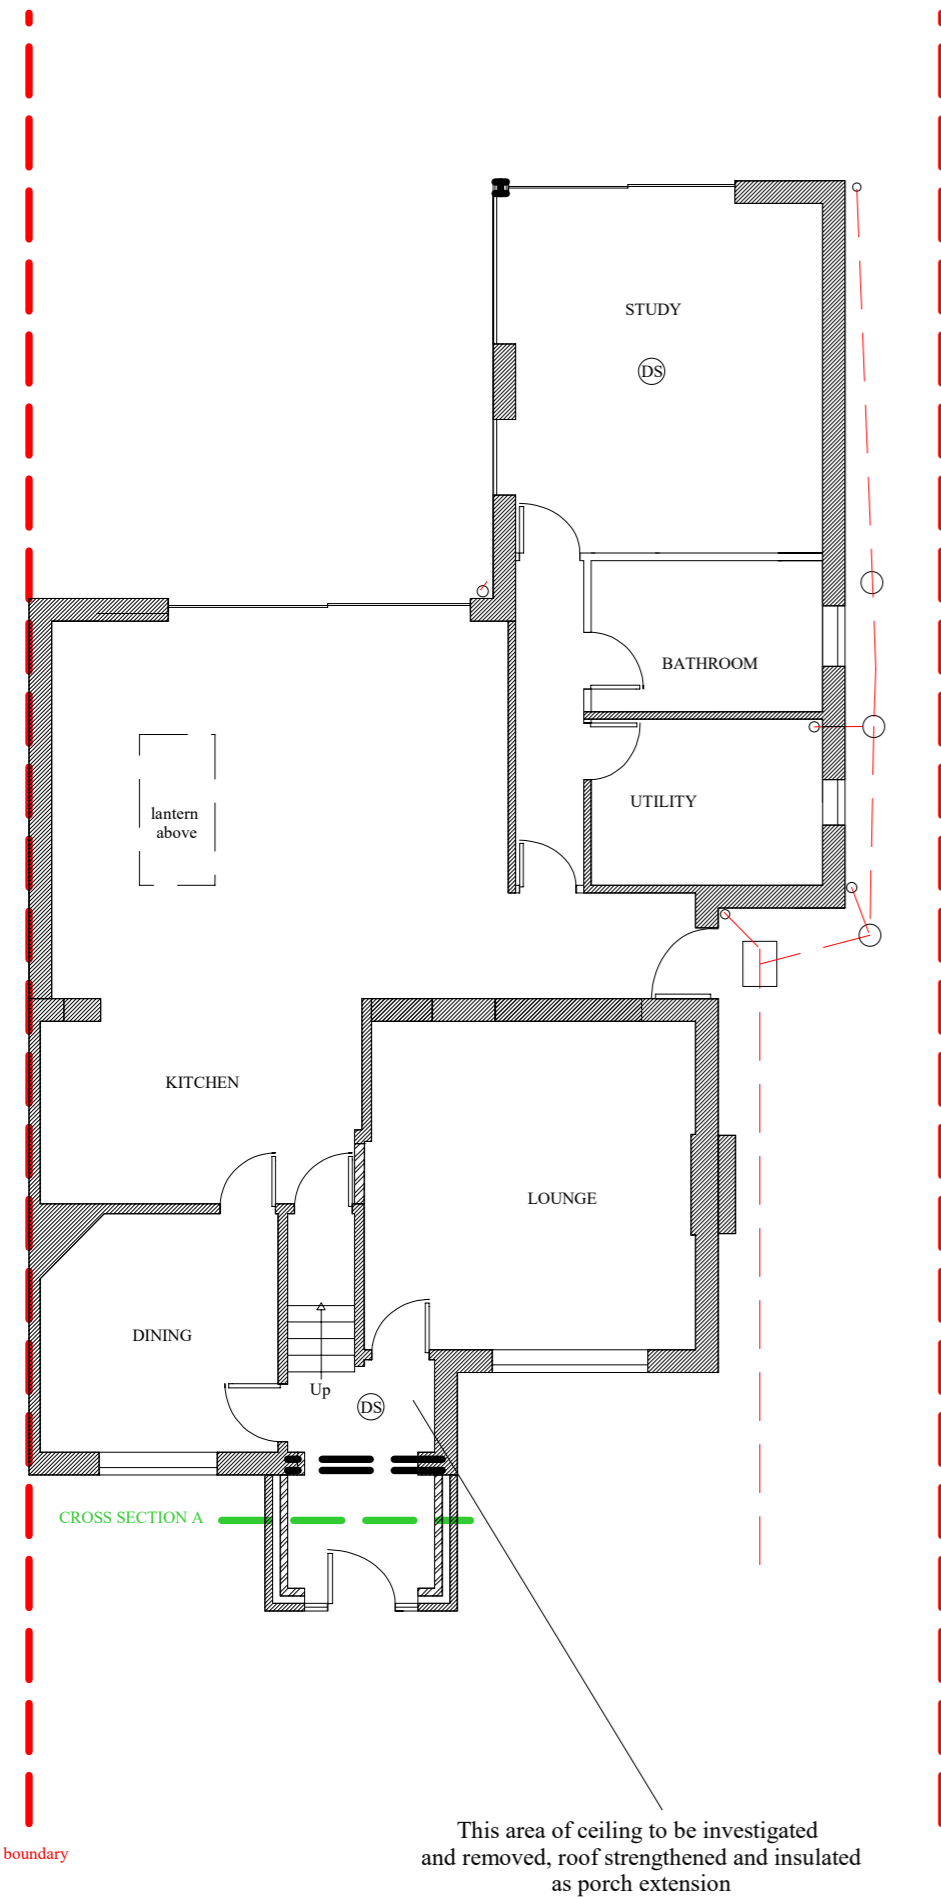 STUDY
DS
BATHROOM
UTILITY
lantern
above
KITCHEN
LOUNGE
DINING
Up
DS
CROSS SECTION A
This area of ceiling to be investigated
and removed, roof strengthened and insulated
as porch extension
boundary